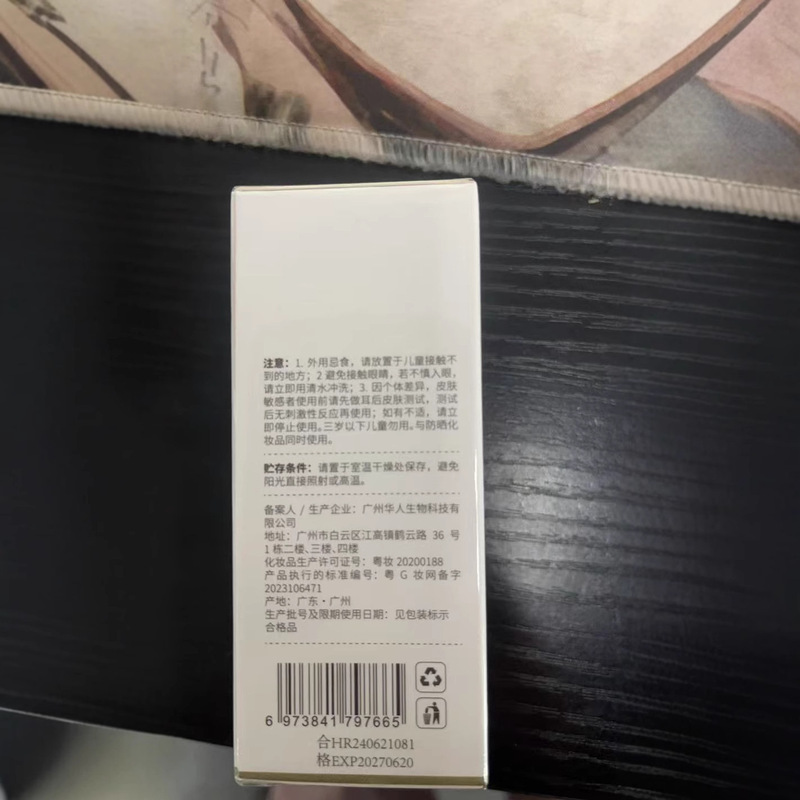 注意：1. 外用忌食，请放置于儿童接触不
到的地方；2 避免接触眼睛，若不慎入眼，
请立即用清水冲洗；3. 因个体差异，皮肤
敏感者使用前请先做耳后皮肤测试，测试
后无刺激性反应再使用；如有不适，请立
即停止使用。三岁以下儿童勿用。与防晒化
妆品同时使用。
贮存条件：请置于室温干燥处保存，避免
阳光直接照射或高温。
备案人 / 生产企业：广州华人生物科技有
限公司
地址：广州市白云区江高镇鹤云路 36 号
1 栋二楼、三楼、四楼
化妆品生产许可证号：粤妆 20200188
产品执行的标准编号：粤 G 妆网备字
2023106471
产地：广东·广州
生产批号及限期使用日期：见包装标示
合格品
6 973841 797665
合HR240621081
格EXP20270620